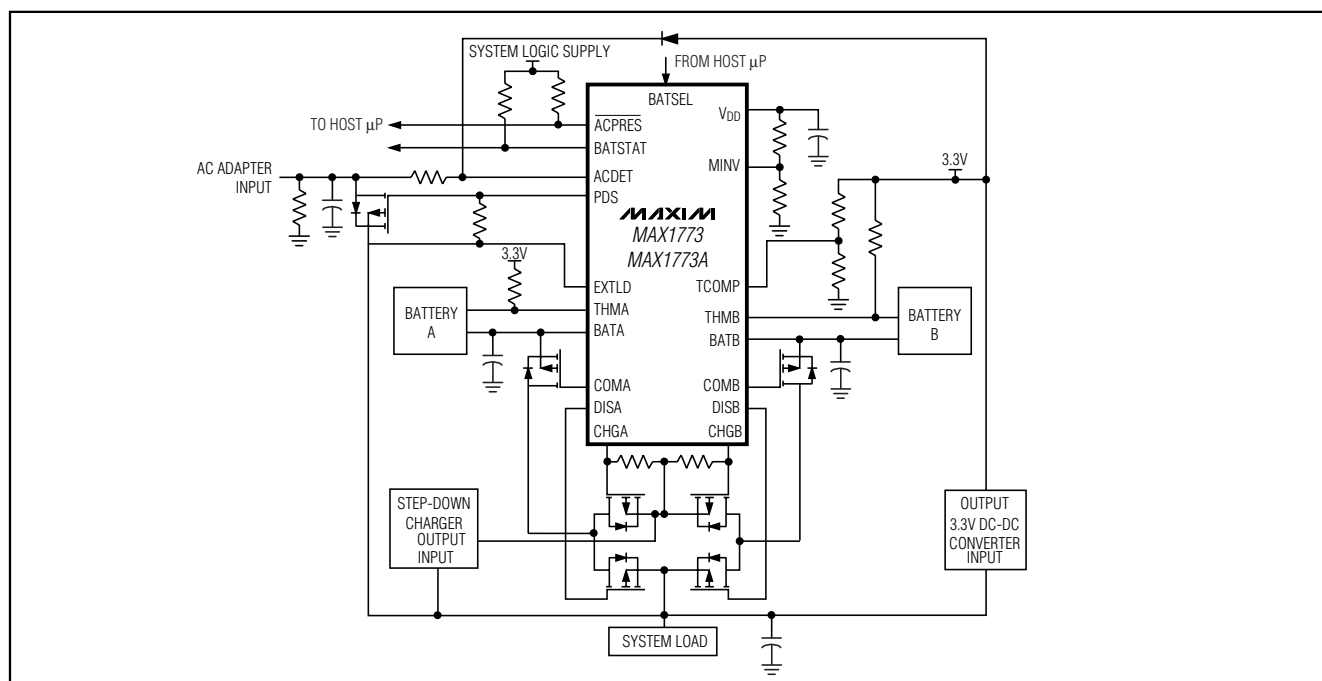 SYSTEM LOGIC SUPPLY
FROM HOST µP
BATSEL
TO HOST µP
ACPRES
BATSTAT
AC ADAPTER
INPUT
ACDET
PDS
VDD
MINV
3.3V
MAXIM
MAX1773
MAX1773A
3.3V
EXTLD
THMA
BATA
BATTERY
A
TCOMP
THMB
BATB
BATTERY
B
COMA
DISA
CHGA
COMB
DISB
CHGB
STEP-DOWN
CHARGER
OUTPUT
INPUT
OUTPUT
3.3V DC-DC
CONVERTER
INPUT
SYSTEM LOAD